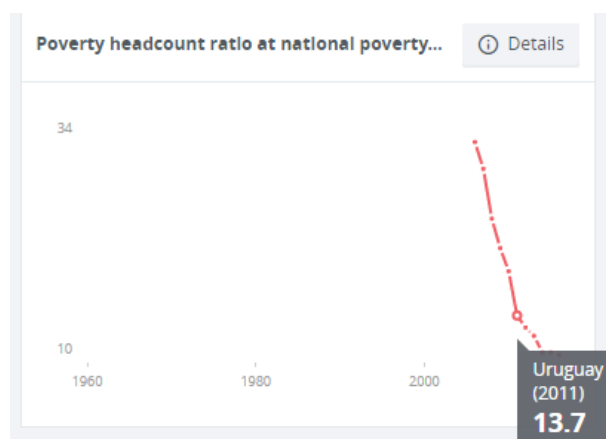 Poverty headcount ratio at national poverty... Details
34
10
1960 1980 2000
Uruguay
(2011)
13.7